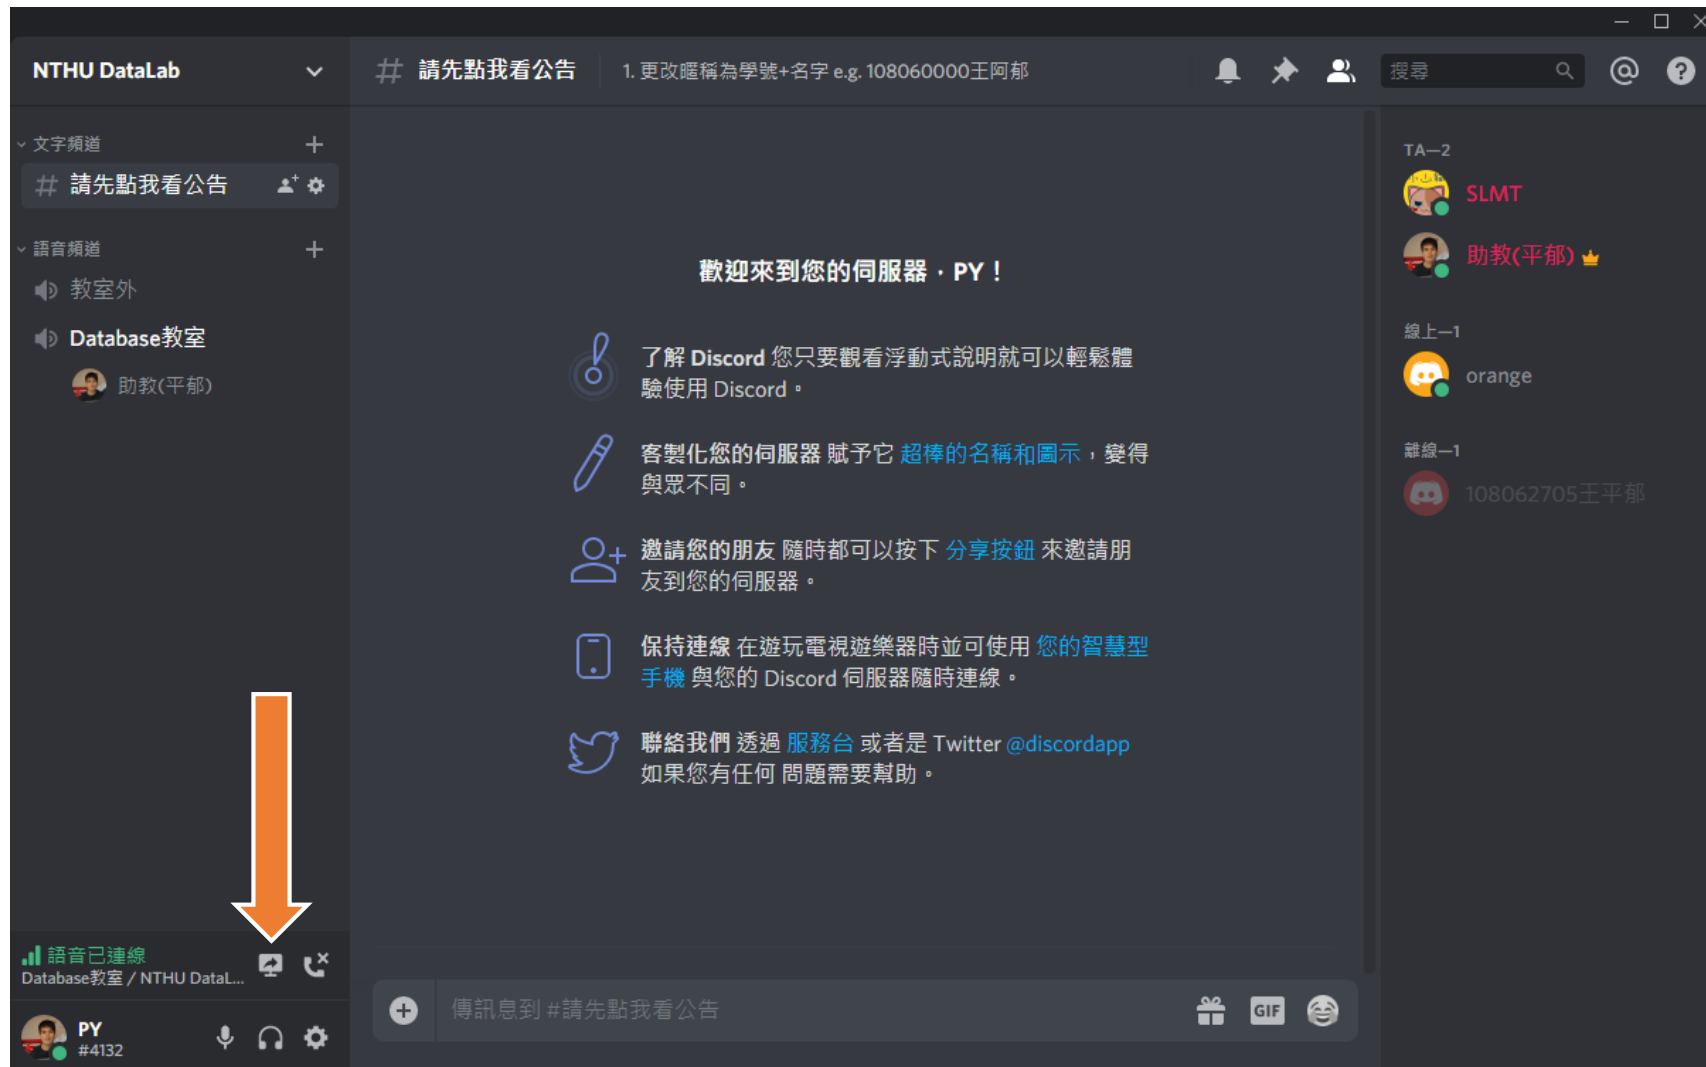 NTHU DataLab
請先點我看公告
1. 更改暱稱為學號+名字 e.g. 108060000王阿郁
搜尋
文字頻道
請先點我看公告
語音頻道
教室外
Database教室
助教(平郁)
語音已連線
Database教室 / NTHU DataL...
PY
#4132
歡迎來到您的伺服器，PY！
了解 Discord 您只要觀看浮動式說明就可以輕鬆體
驗使用 Discord。
客製化您的伺服器 賦予它 超棒的名稱和圖示，變得
與眾不同。
邀請您的朋友 隨時都可以按下 分享按鈕 來邀請朋
友到您的伺服器。
保持連線 在遊玩電視遊樂器時並可使用 您的智慧型
手機 與您的 Discord 伺服器隨時連線。
聯絡我們 透過 服務台 或者是 Twitter @discordapp
如果您有任何 問題需要幫助。
傳訊息到 #請先點我看公告
GIF
TA—2
SLMT
助教(平郁)
線上—1
orange
離線—1
108062705王平郁